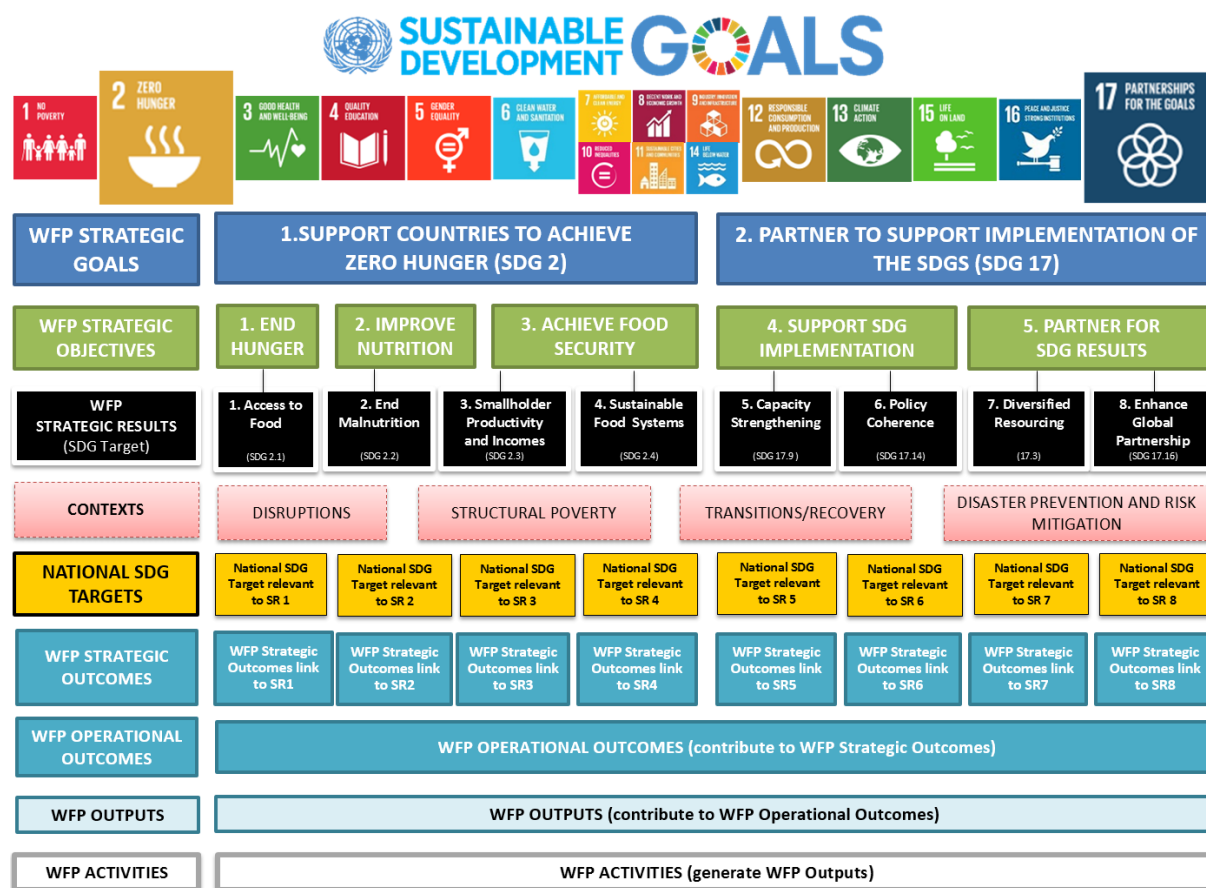 SUSTAINABLE
DEVELOPMENT
GOALS
1 NO
POVERTY
2 ZERO
HUNGER
3 GOOD HEALTH
AND WELL-BEING
4 QUALITY
EDUCATION
5 GENDER
EQUALITY
6 CLEAN WATER
AND SANITATION
7 AFFORDABLE AND
CLEAN ENERGY
8 DECENT WORK AND
ECONOMIC GROWTH
9 INDUSTRY, INNOVATION
AND INFRASTRUCTURE
10 REDUCED
INEQUALITIES
11 SUSTAINABLE CITIES
AND COMMUNITIES
14 LIFE
BELOW WATER
12 RESPONSIBLE
CONSUMPTION
AND PRODUCTION
13 CLIMATE
ACTION
15 LIFE
ON LAND
16 PEACE AND JUSTICE
STRONG INSTITUTIONS
17 PARTNERSHIPS
FOR THE GOALS
WFP STRATEGIC
GOALS
1.SUPPORT COUNTRIES TO ACHIEVE
ZERO HUNGER (SDG 2)
2. PARTNER TO SUPPORT IMPLEMENTATION OF
THE SDGS (SDG 17)
WFP STRATEGIC
OBJECTIVES
1. END
HUNGER
2. IMPROVE
NUTRITION
3. ACHIEVE FOOD
SECURITY
4. SUPPORT SDG
IMPLEMENTATION
5. PARTNER FOR
SDG RESULTS
WFP
STRATEGIC RESULTS
(SDG Target)
1. Access to
Food
(SDG 2.1)
2. End
Malnutrition
(SDG 2.2)
3. Smallholder
Productivity
and Incomes
(SDG 2.3)
4. Sustainable
Food Systems
(SDG 2.4)
5. Capacity
Strengthening
(SDG 17.9 )
6. Policy
Coherence
(SDG 17.14)
7. Diversified
Resourcing
(17.3)
8. Enhance
Global
Partnership
(SDG 17.16)
CONTEXTS
DISRUPTIONS
STRUCTURAL POVERTY
TRANSITIONS/RECOVERY
DISASTER PREVENTION AND RISK
MITIGATION
NATIONAL SDG
TARGETS
National SDG
Target relevant
to SR 1
National SDG
Target relevant
to SR 2
National SDG
Target relevant
to SR 3
National SDG
Target relevant
to SR 4
National SDG
Target relevant
to SR 5
National SDG
Target relevant
to SR 6
National SDG
Target relevant
to SR 7
National SDG
Target relevant
to SR 8
WFP STRATEGIC
OUTCOMES
WFP Strategic
Outcomes link
to SR1
WFP Strategic
Outcomes link
to SR2
WFP Strategic
Outcomes link
to SR3
WFP Strategic
Outcomes link
to SR4
WFP Strategic
Outcomes link
to SR5
WFP Strategic
Outcomes link
to SR6
WFP Strategic
Outcomes link
to SR7
WFP Strategic
Outcomes link
to SR8
WFP OPERATIONAL
OUTCOMES
WFP OPERATIONAL OUTCOMES (contribute to WFP Strategic Outcomes)
WFP OUTPUTS
WFP OUTPUTS (contribute to WFP Operational Outcomes)
WFP ACTIVITIES
WFP ACTIVITIES (generate WFP Outputs)